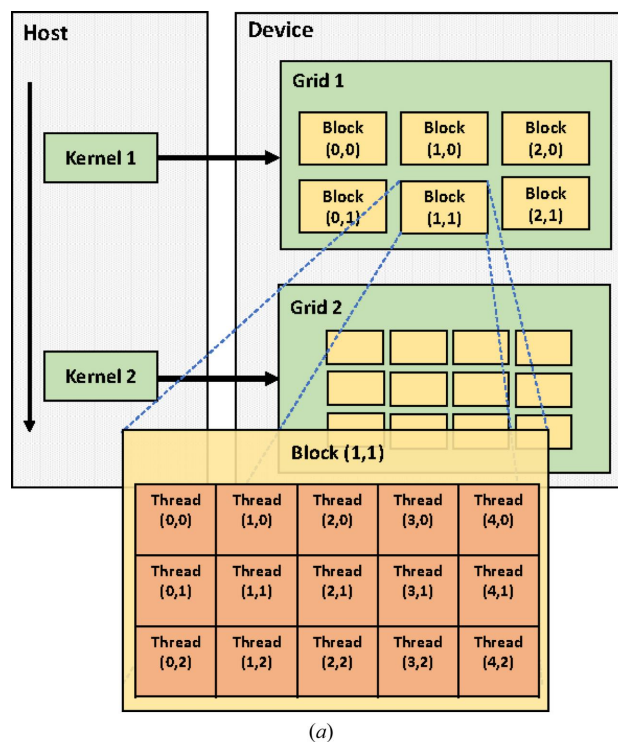 Host
Device
Grid 1
Block
(0,0)
Block
(1,0)
Block
(2,0)
Kernel 1
Block
(0,1)
Block
(1,1)
Block
(2,1)
Grid 2
Kernel 2
Block (1,1)
Thread
(0,0)
Thread
(1,0)
Thread
(2,0)
Thread
(3,0)
Thread
(4,0)
Thread
(0,1)
Thread
(1,1)
Thread
(2,1)
Thread
(3,1)
Thread
(4,1)
Thread
(0,2)
Thread
(1,2)
Thread
(2,2)
Thread
(3,2)
Thread
(4,2)
(a)